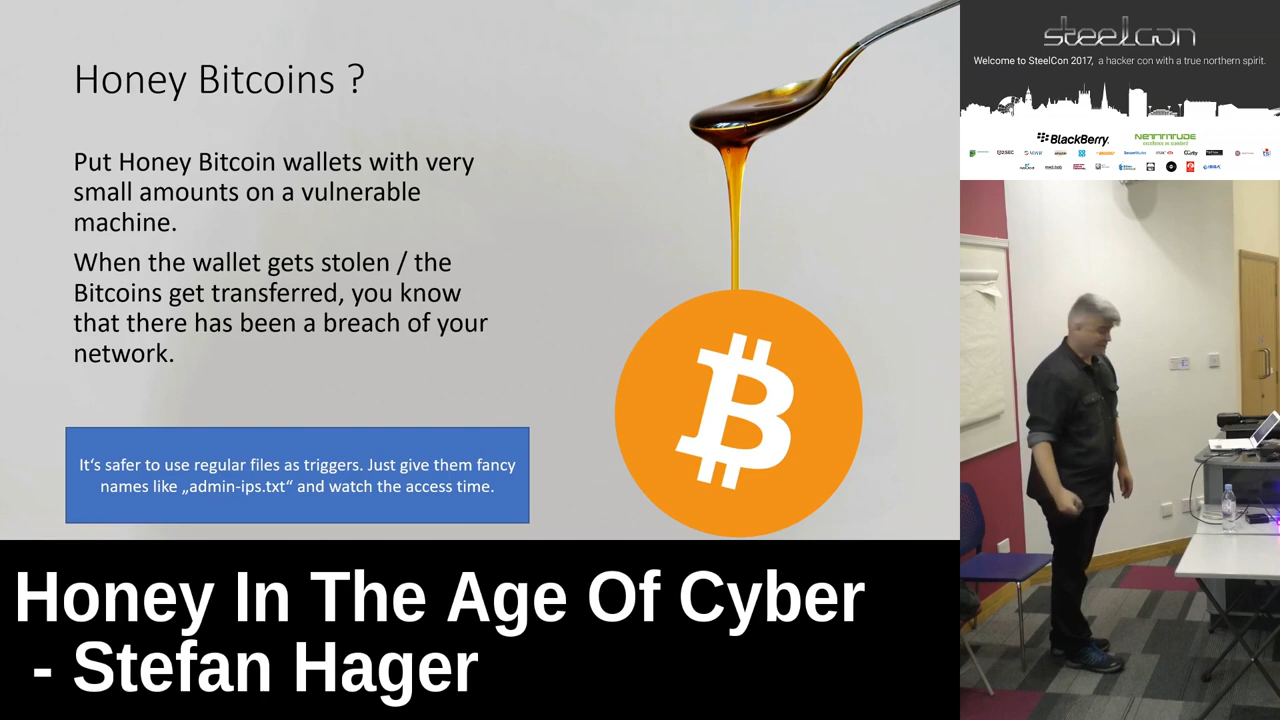 Honey Bitcoins ?
Put Honey Bitcoin wallets with very
small amounts on a vulnerable
machine.
When the wallet gets stolen / the
Bitcoins get transferred, you know
that there has been a breach of your
network.
It‘s safer to use regular files as triggers. Just give them fancy
names like „admin-ips.txt“ and watch the access time.
Honey In The Age Of Cyber
- Stefan Hager
steelcon
Welcome to SteelCon 2017, a hacker con with a true northern spirit.
BlackBerry
NETTITUDE